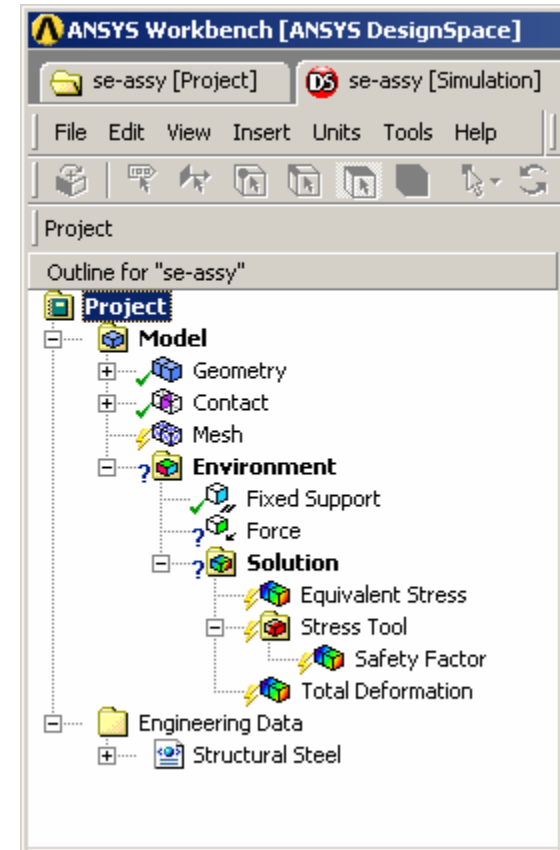 ANSYS Workbench [ANSYS DesignSpace]
se-assy [Project] DS se-assy [Simulation]
File Edit View Insert Units Tools Help
Project
Outline for "se-assy"
Project
Model
Geometry
Contact
Mesh
? Environment
Fixed Support
? Force
? Solution
Equivalent Stress
Stress Tool
Safety Factor
Total Deformation
Engineering Data
Structural Steel